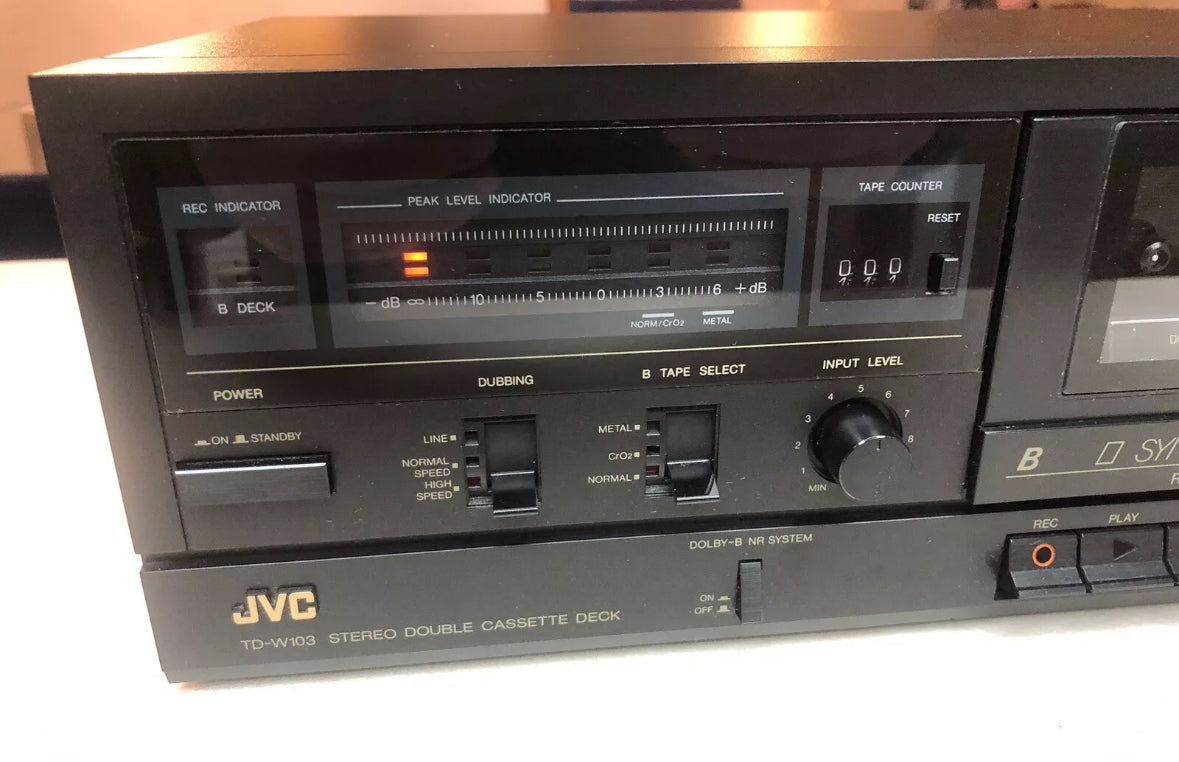 REC INDICATOR
B DECK
PEAK LEVEL INDICATOR
− dB ∞ 10 5 0 3 6 + dB
NORM/CrO2 METAL
TAPE COUNTER
RESET
000
POWER
ON STANDBY
DUBBING
LINE
NORMAL
SPEED
HIGH
SPEED
B TAPE SELECT
METAL
CrO2
NORMAL
INPUT LEVEL
MIN 1 2 3 4 5 6 7 8
B
REC PLAY
DOLBY-B NR SYSTEM
ON
OFF
JVC
TD-W103 STEREO DOUBLE CASSETTE DECK